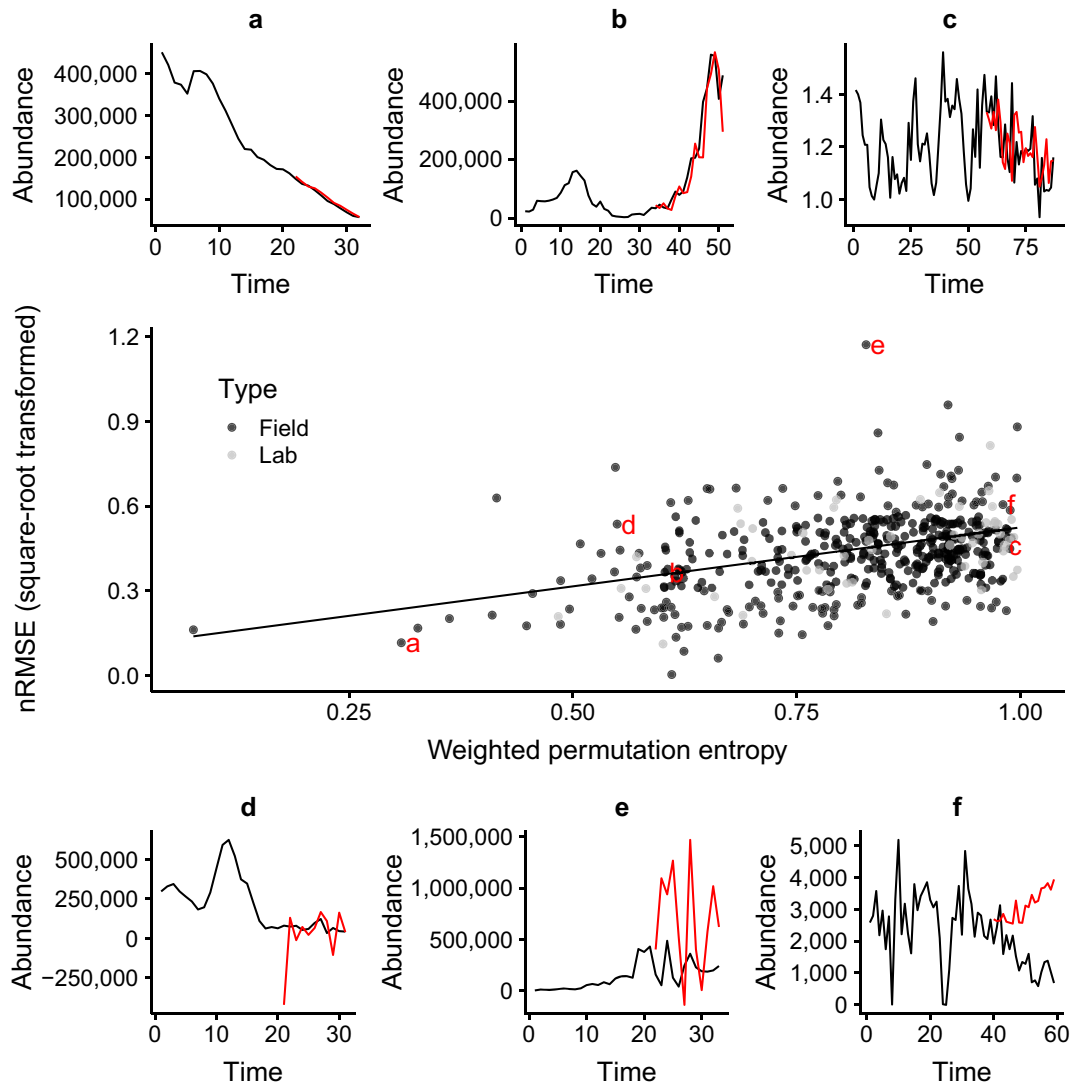 a
Abundance
400,000
300,000
200,000
100,000
0 10 20 30
Time
b
Abundance
400,000
200,000
0
0 10 20 30 40 50
Time
c
Abundance
1.4
1.2
1.0
0 25 50 75
Time
nRMSE (square-root transformed)
1.2
0.9
0.6
0.3
0.0
Type
Field
Lab
e
f
d
c
b
a
0.25 0.50 0.75 1.00
Weighted permutation entropy
d
Abundance
500,000
250,000
0
−250,000
0 10 20 30
Time
e
Abundance
1,500,000
1,000,000
500,000
0
0 10 20 30
Time
f
Abundance
5,000
4,000
3,000
2,000
1,000
0
0 20 40 60
Time